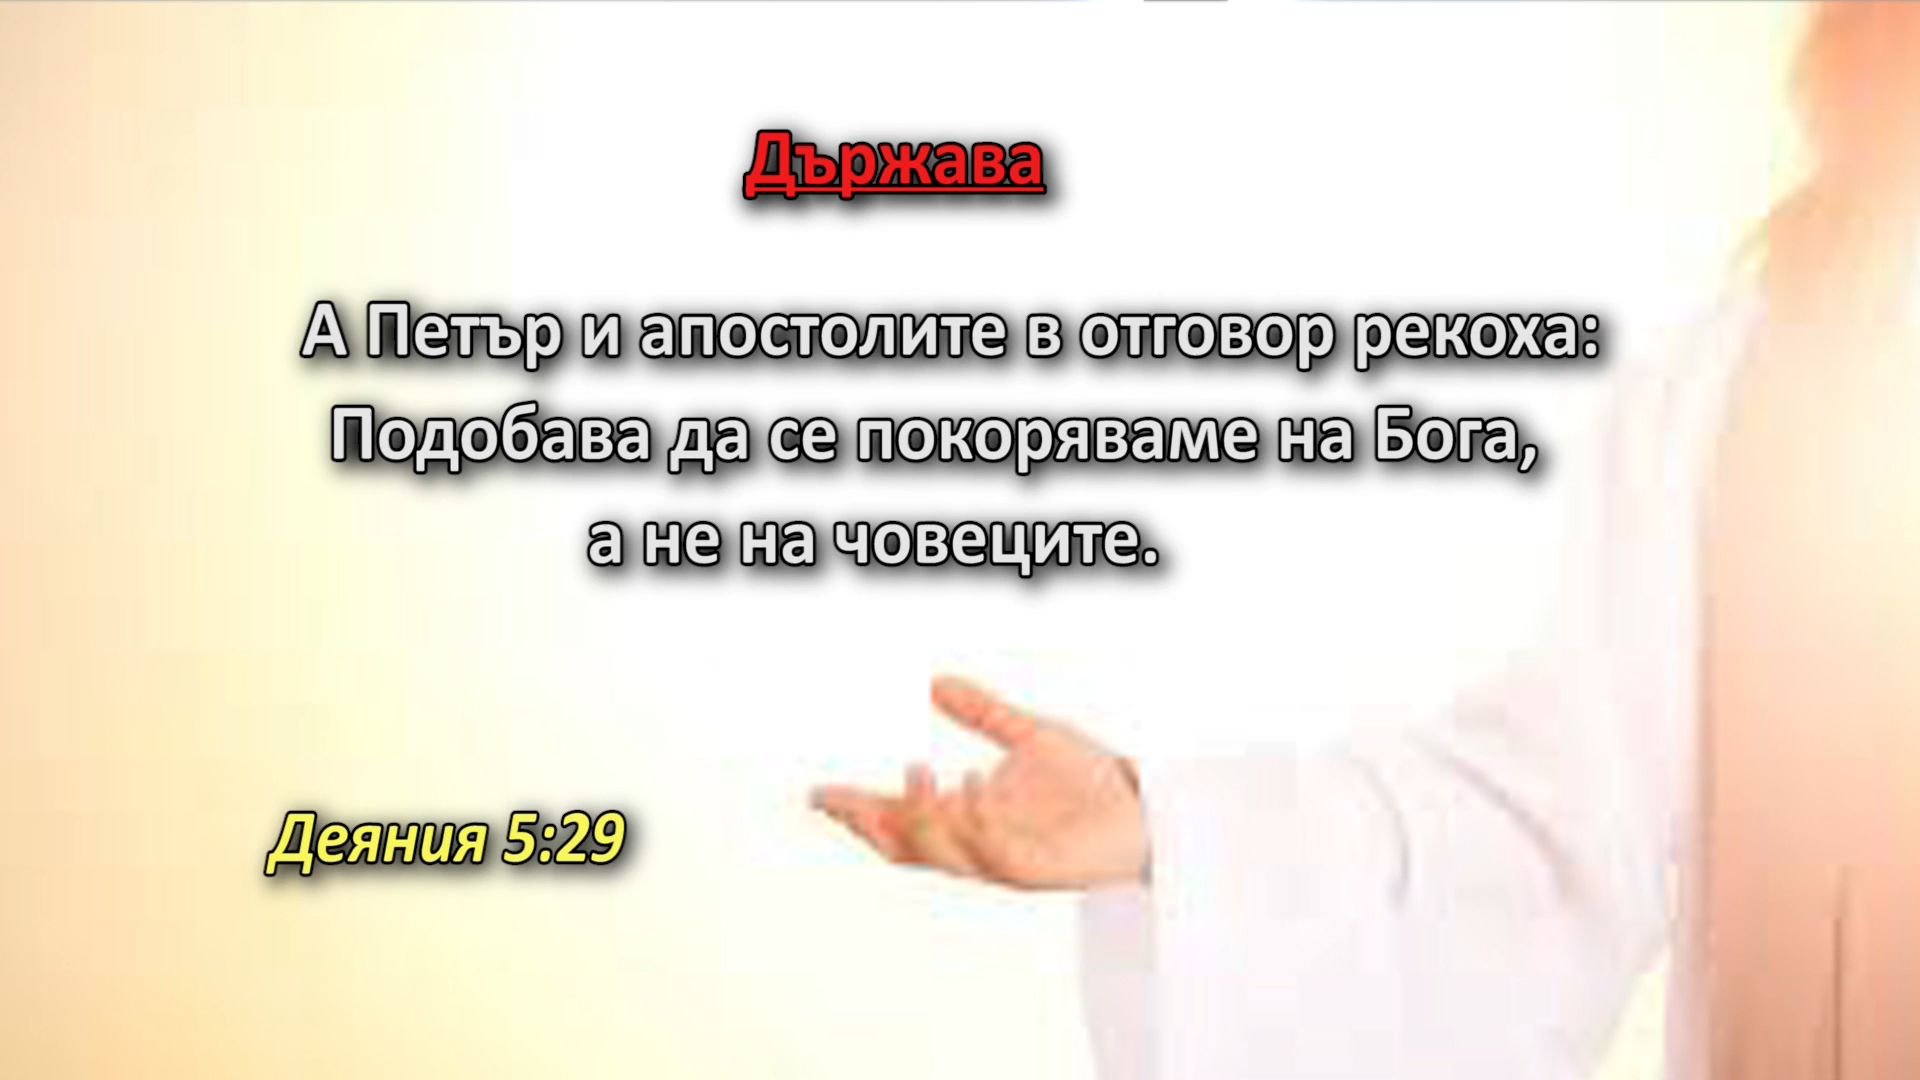 Държава
А Петър и апостолите в отговор рекоха:
Подобава да се покоряваме на Бога,
а не на човеците.
Деяния 5:29